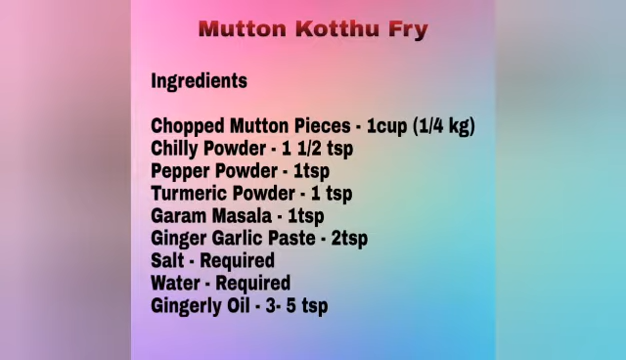 Mutton Kotthu Fry
Ingredients
Chopped Mutton Pieces - 1cup (1/4 kg)
Chilly Powder - 1 1/2 tsp
Pepper Powder - 1tsp
Turmeric Powder - 1 tsp
Garam Masala - 1tsp
Ginger Garlic Paste - 2tsp
Salt - Required
Water - Required
Gingerly Oil - 3- 5 tsp